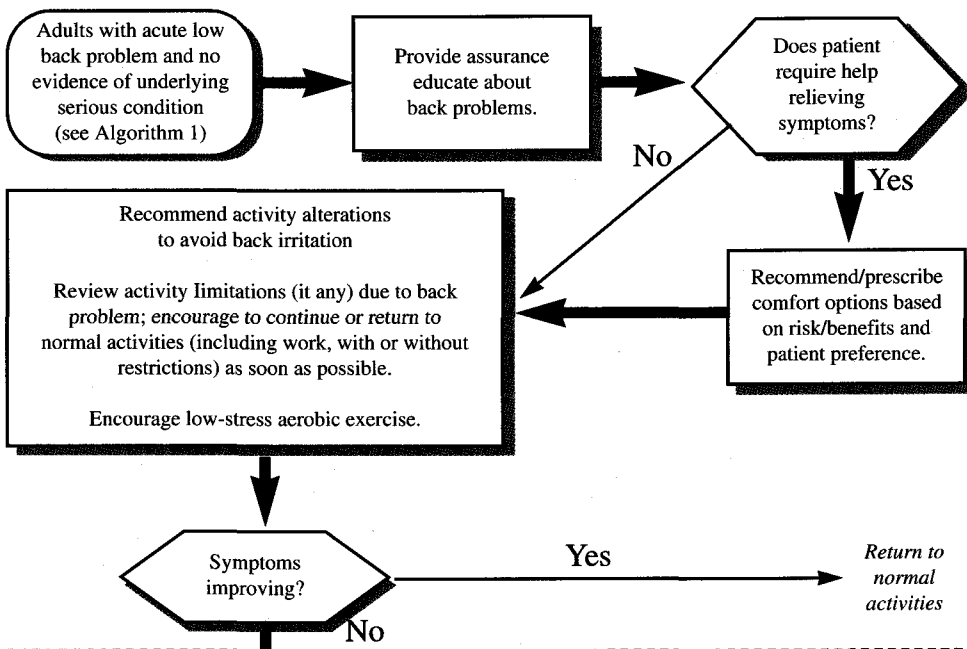 Adults with acute low
back problem and no
evidence of underlying
serious condition
(see Algorithm 1)
Provide assurance
educate about
back problems.
Does patient
require help
relieving
symptoms?
No
Yes
Recommend activity alterations
to avoid back irritation
Review activity limitations (it any) due to back
problem; encourage to continue or return to
normal activities (including work, with or without
restrictions) as soon as possible.
Encourage low-stress aerobic exercise.
Recommend/prescribe
comfort options based
on risk/benefits and
patient preference.
Symptoms
improving?
Yes
Return to
normal
activities
No